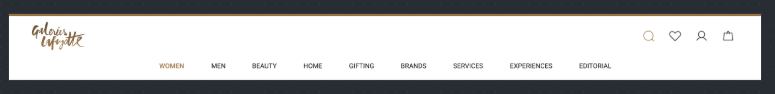 Galeries
Lafayette
WOMEN MEN BEAUTY HOME GIFTING BRANDS SERVICES EXPERIENCES EDITORIAL